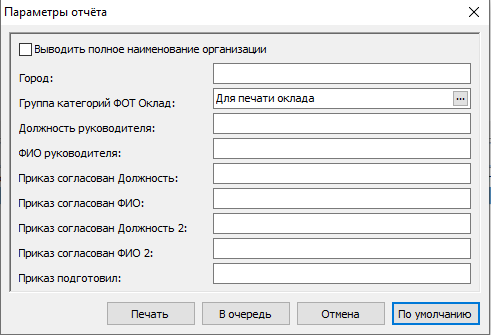 Параметры отчёта
Выводить полное наименование организации
Город:
Группа категорий ФОТ Оклад: Для печати оклада ...
Должность руководителя:
ФИО руководителя:
Приказ согласован Должность:
Приказ согласован ФИО:
Приказ согласован Должность 2:
Приказ согласован ФИО 2:
Приказ подготовил:
Печать В очередь Отмена По умолчанию